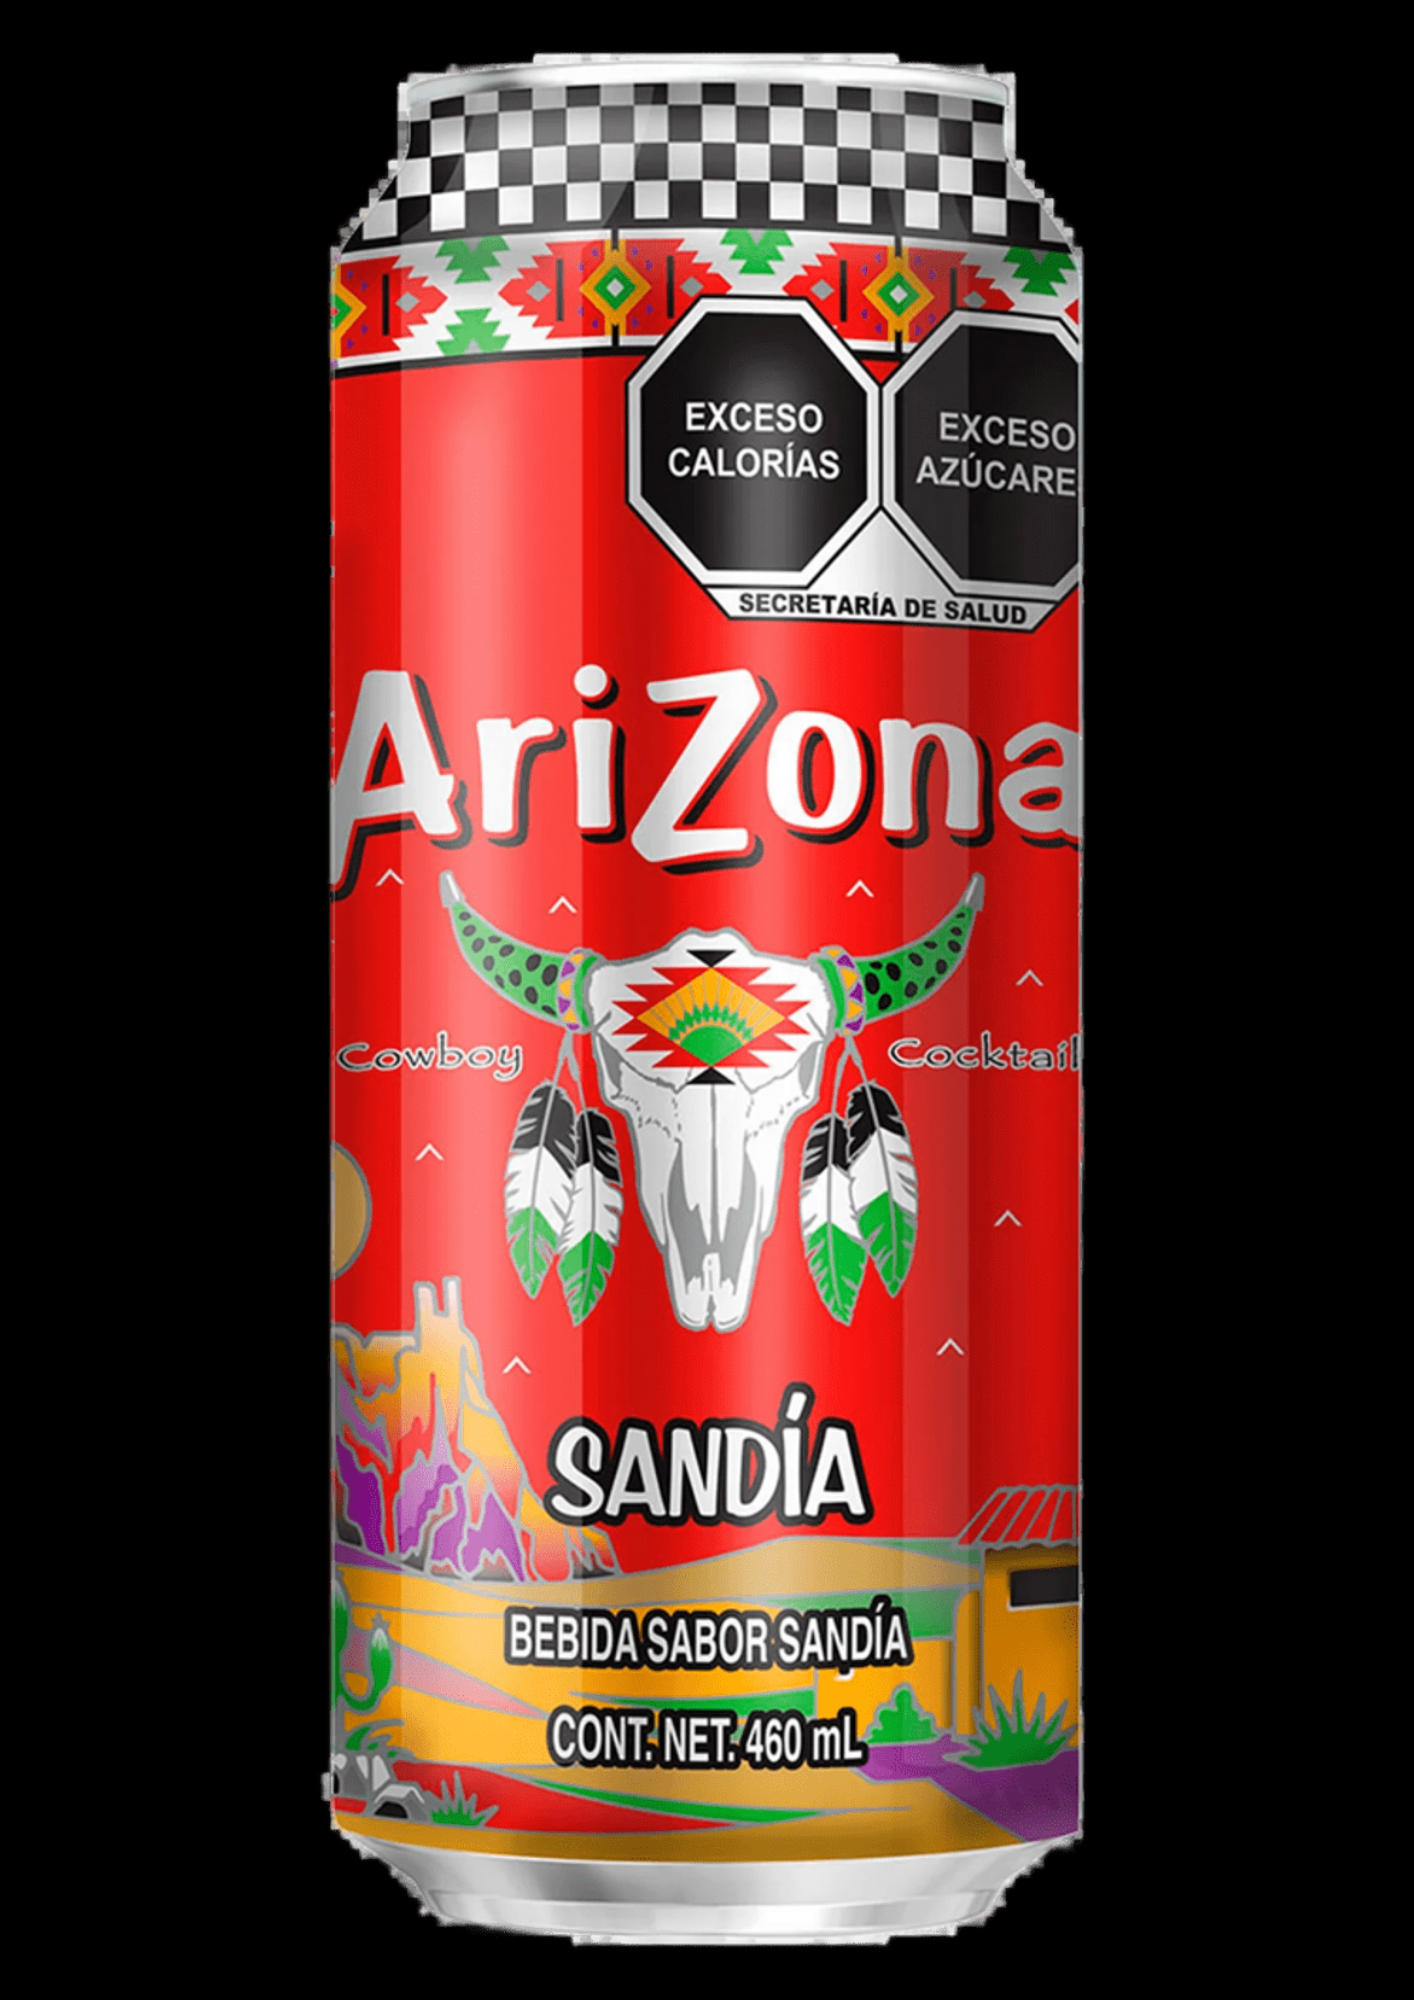 EXCESO
CALORÍAS
EXCESO
AZÚCARE
SECRETARÍA DE SALUD
AriZona
Cowboy Cocktail
SANDÍA
BEBIDA SABOR SANDÍA
CONT. NET. 460 mL